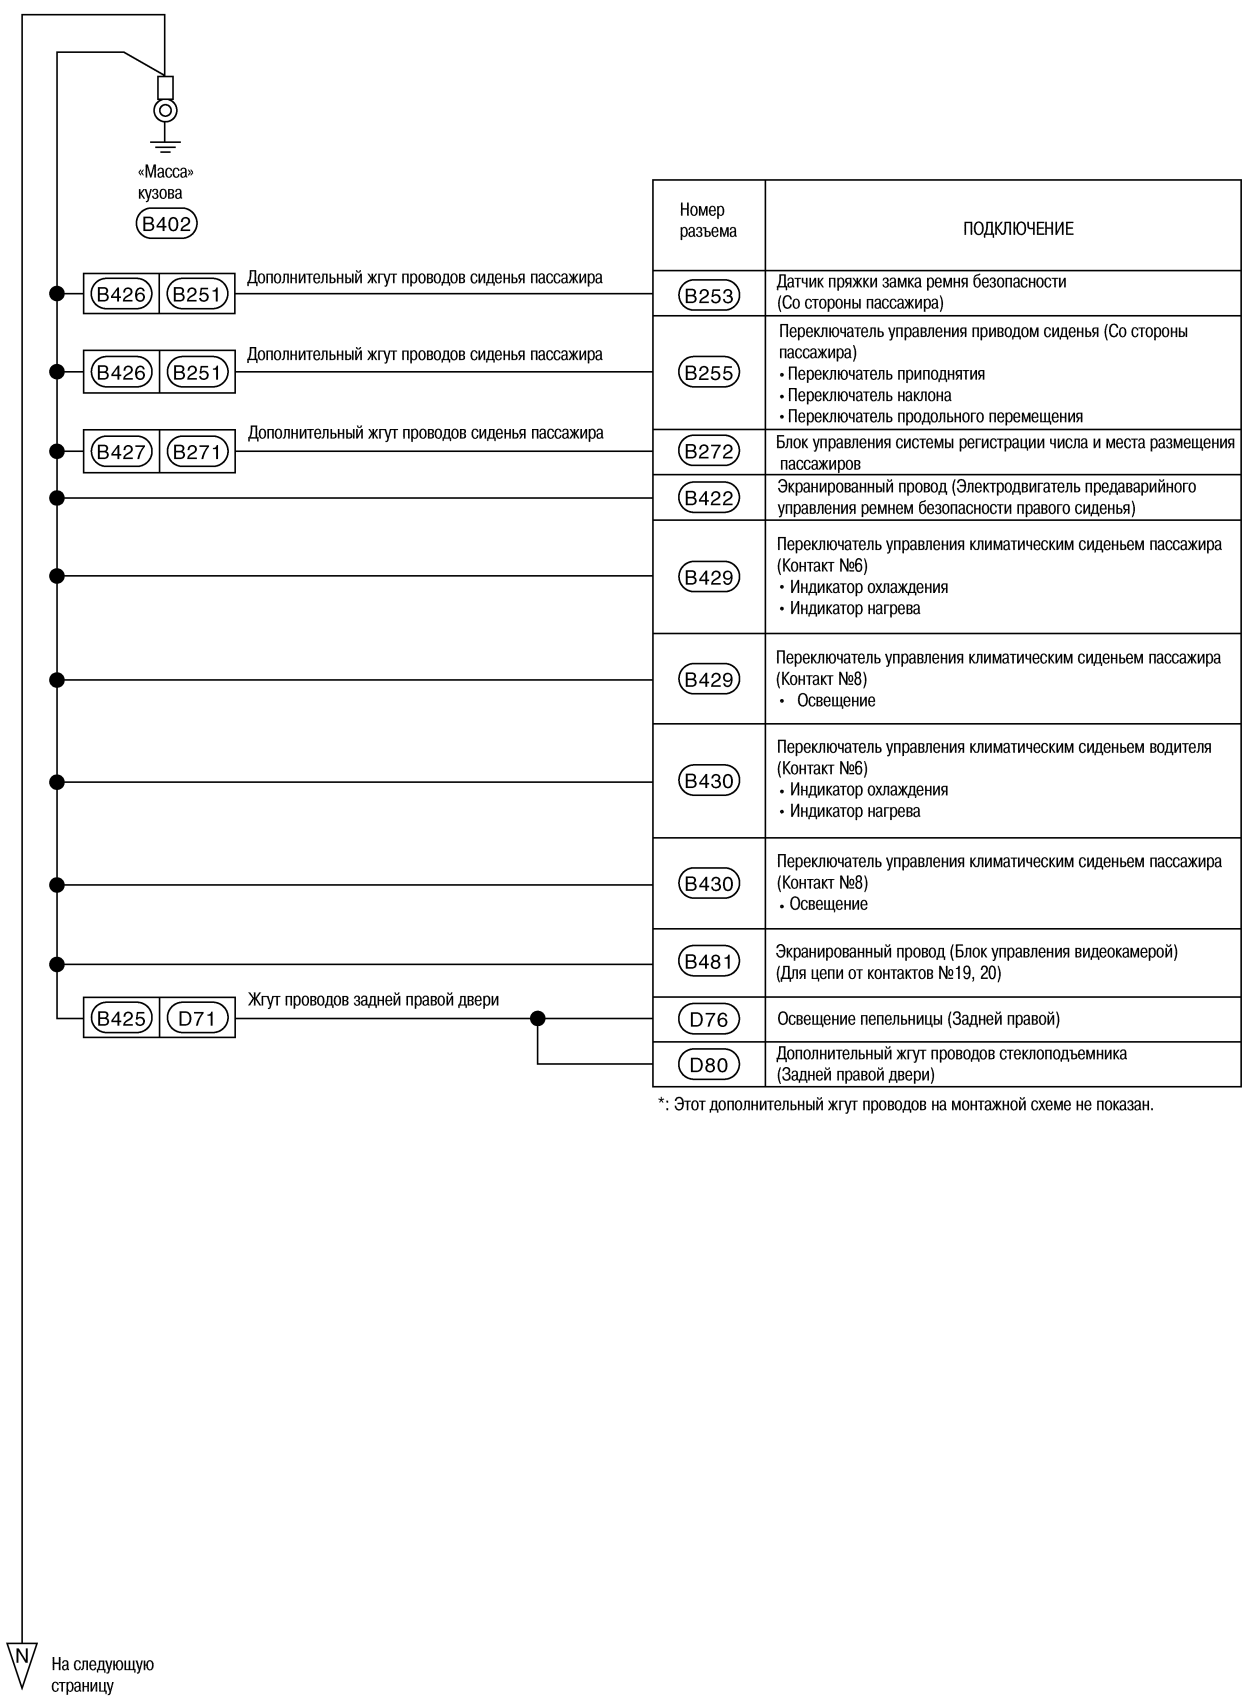 «Масса»
кузова
B402
Номер
разъема
ПОДКЛЮЧЕНИЕ
B426 B251
Дополнительный жгут проводов сиденья пассажира
B253
Датчик пряжки замка ремня безопасности
(Со стороны пассажира)
B426 B251
Дополнительный жгут проводов сиденья пассажира
B255
Переключатель управления приводом сиденья (Со стороны
пассажира)
• Переключатель приподнятия
• Переключатель наклона
• Переключатель продольного перемещения
B427 B271
Дополнительный жгут проводов сиденья пассажира
B272
Блок управления системы регистрации числа и места размещения
пассажиров
B422
Экранированный провод (Электродвигатель предаварийного
управления ремнем безопасности правого сиденья)
B429
Переключатель управления климатическим сиденьем пассажира
(Контакт №6)
• Индикатор охлаждения
• Индикатор нагрева
B429
Переключатель управления климатическим сиденьем пассажира
(Контакт №8)
• Освещение
B430
Переключатель управления климатическим сиденьем водителя
(Контакт №6)
• Индикатор охлаждения
• Индикатор нагрева
B430
Переключатель управления климатическим сиденьем пассажира
(Контакт №8)
• Освещение
B481
Экранированный провод (Блок управления видеокамерой)
(Для цепи от контактов №19, 20)
B425 D71
Жгут проводов задней правой двери
D76
Освещение пепельницы (Задней правой)
D80
Дополнительный жгут проводов стеклоподъемника
(Задней правой двери)
*: Этот дополнительный жгут проводов на монтажной схеме не показан.
N
На следующую
страницу